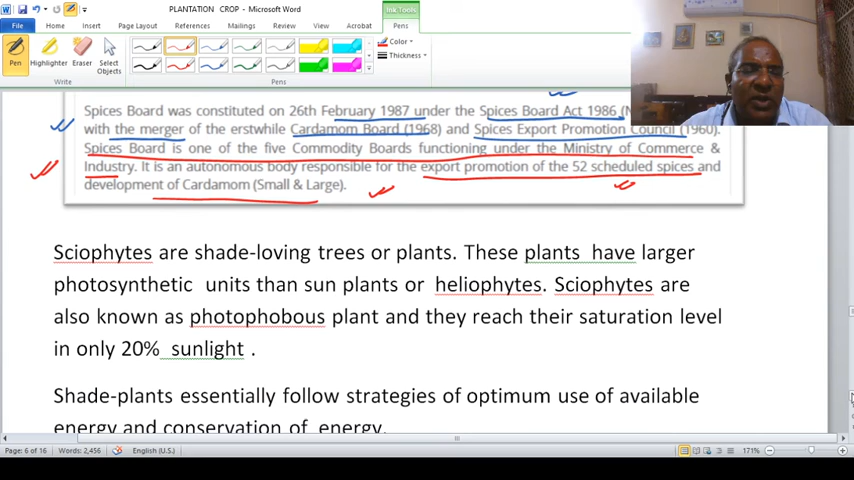 PLANTATION CROP - Microsoft Word
Ink Tools
File Home Insert Page Layout References Mailings Review View Acrobat Pens
Pen Highlighter Eraser Select Objects
Color
Thickness
Write Pens
Spices Board was constituted on 26th February 1987 under the Spices Board Act 1986
with the merger of the erstwhile Cardamom Board (1968) and Spices Export Promotion Council (1960).
Spices Board is one of the five Commodity Boards functioning under the Ministry of Commerce &
Industry. It is an autonomous body responsible for the export promotion of the 52 scheduled spices and
development of Cardamom (Small & Large).
Sciophytes are shade-loving trees or plants. These plants have larger
photosynthetic units than sun plants or heliophytes. Sciophytes are
also known as photophobous plant and they reach their saturation level
in only 20% sunlight .
Shade-plants essentially follow strategies of optimum use of available
energy and conservation of energy.
Page: 6 of 16 Words: 2,456 English (U.S.) 171%